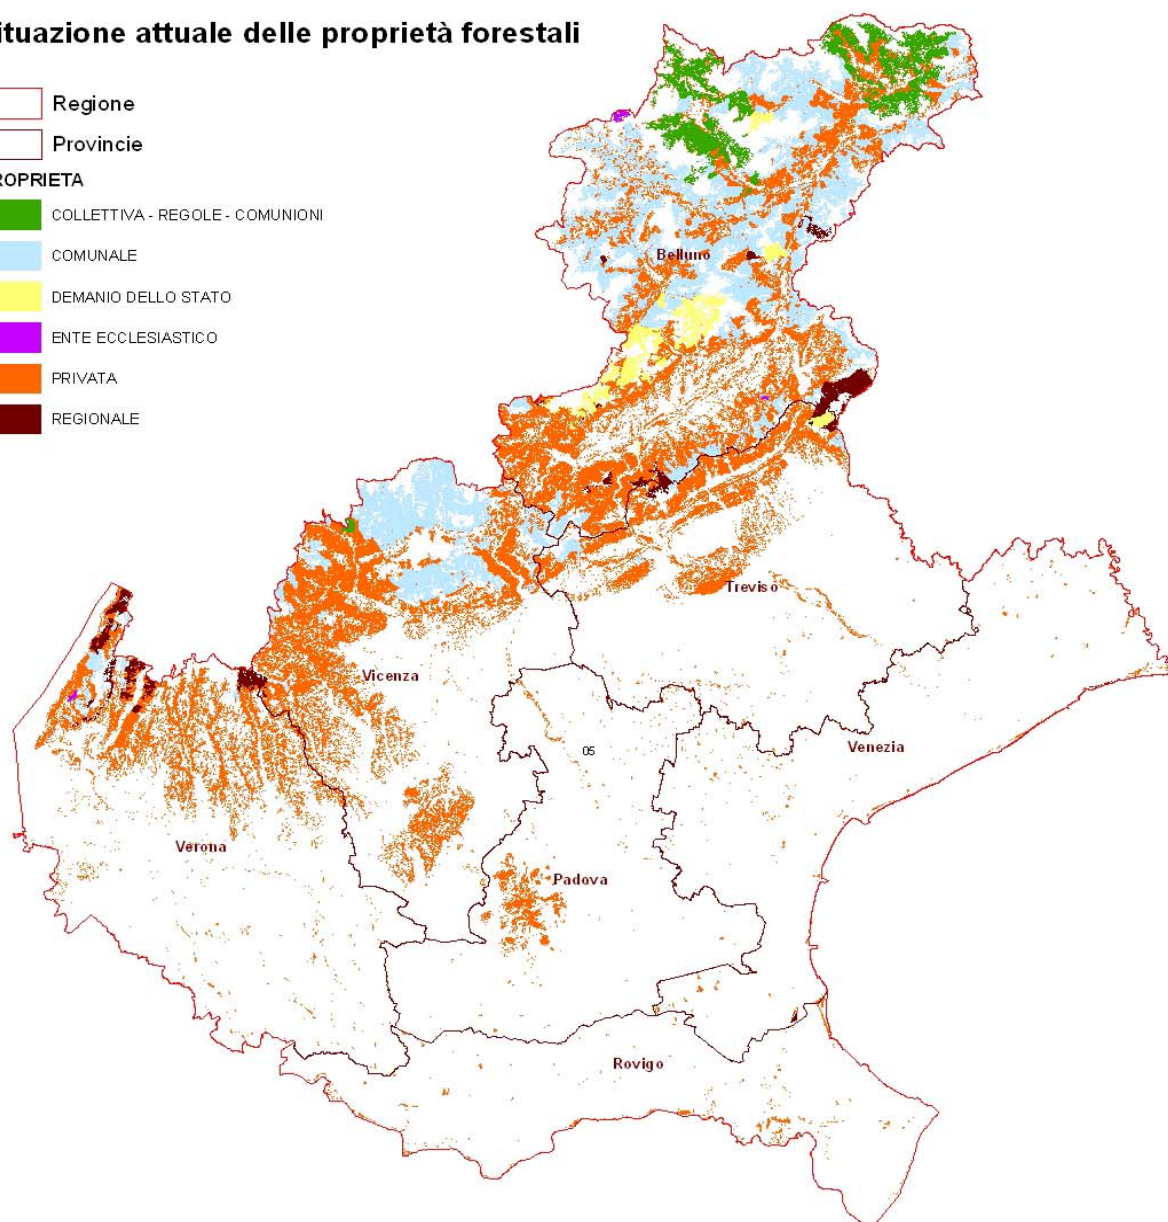 ituazione attuale delle proprietà forestali
Regione
Provincie
ROPRIETA
COLLETTIVA - REGOLE - COMUNIONI
COMUNALE
DEMANIO DELLO STATO
ENTE ECCLESIASTICO
PRIVATA
REGIONALE
Belluno
Treviso
Vicenza
Venezia
05
Verona
Padova
Rovigo